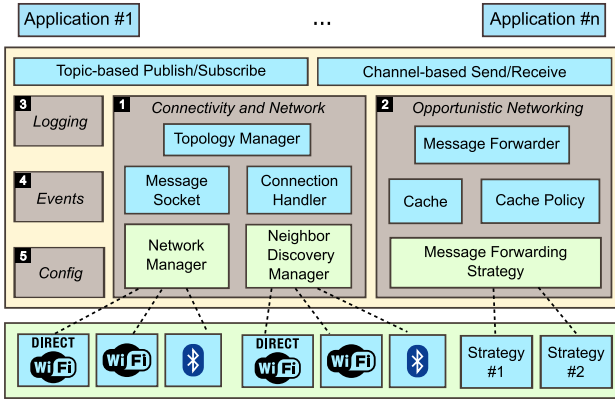 Application #1
...
Application #n
Topic-based Publish/Subscribe
Channel-based Send/Receive
3
Logging
4
Events
5
Config
1
Connectivity and Network
Topology Manager
Message
Socket
Connection
Handler
Network
Manager
Neighbor
Discovery
Manager
2
Opportunistic Networking
Message Forwarder
Cache
Cache Policy
Message Forwarding
Strategy
DIRECT
WiFi
WiFi
DIRECT
WiFi
WiFi
Strategy
#1
Strategy
#2